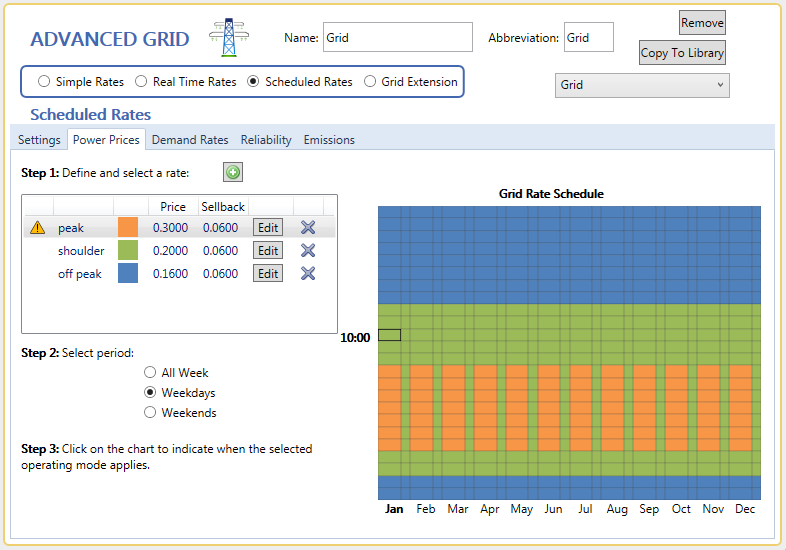 ADVANCED GRID
Name: Grid
Abbreviation: Grid
Remove
Copy To Library
Simple Rates Real Time Rates Scheduled Rates Grid Extension
Grid
Scheduled Rates
Settings Power Prices Demand Rates Reliability Emissions
Step 1: Define and select a rate:
Price Sellback
peak 0.3000 0.0600 Edit
shoulder 0.2000 0.0600 Edit
off peak 0.1600 0.0600 Edit
Step 2: Select period:
All Week
Weekdays
Weekends
Step 3: Click on the chart to indicate when the selected
operating mode applies.
Grid Rate Schedule
10:00
Jan Feb Mar Apr May Jun Jul Aug Sep Oct Nov Dec